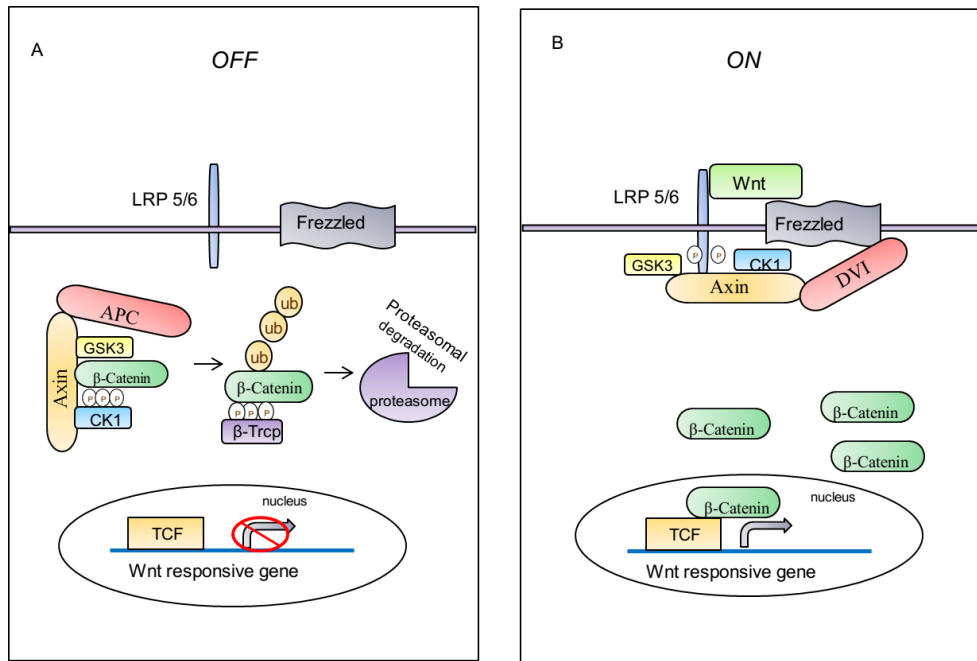 A
OFF
LRP 5/6
Frezzled
APC
Axin
GSK3
β-Catenin
P P P
CK1
ub
ub
ub
β-Catenin
P P P
β-Trcp
Proteasomal
degradation
proteasome
nucleus
TCF
Wnt responsive gene
B
ON
LRP 5/6
Wnt
Frezzled
GSK3
P P
CK1
Axin
DVI
β-Catenin
β-Catenin
β-Catenin
β-Catenin
nucleus
TCF
Wnt responsive gene